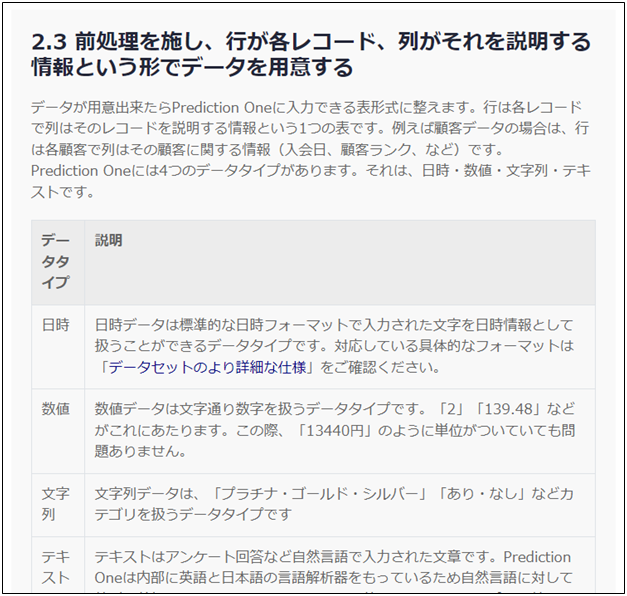 2.3 前処理を施し、行が各レコード、列がそれを説明する
情報という形でデータを用意する
データが用意出来たらPrediction Oneに入力できる表形式に整えます。行は各レコード
で列はそのレコードを説明する情報という1つの表です。例えば顧客データの場合は、行
は各顧客で列はその顧客に関する情報（入会日、顧客ランク、など）です。
Prediction Oneには4つのデータタイプがあります。それは、日時・数値・文字列・テキ
ストです。
デー
タタ
イプ
説明
日時
日時データは標準的な日時フォーマットで入力された文字を日時情報として
扱うことができるデータタイプです。対応している具体的なフォーマットは
「データセットのより詳細な仕様」をご確認ください。
数値
数値データは文字通り数字を扱うデータタイプです。「2」「139.48」など
がこれにあたります。この際、「13440円」のように単位がついていても問
題ありません。
文字
列
文字列データは、「プラチナ・ゴールド・シルバー」「あり・なし」などカ
テゴリを扱うデータタイプです
テキ
スト
テキストはアンケート回答など自然言語で入力された文章です。Prediction
Oneは内部に英語と日本語の言語解析器をもっているため自然言語に対して